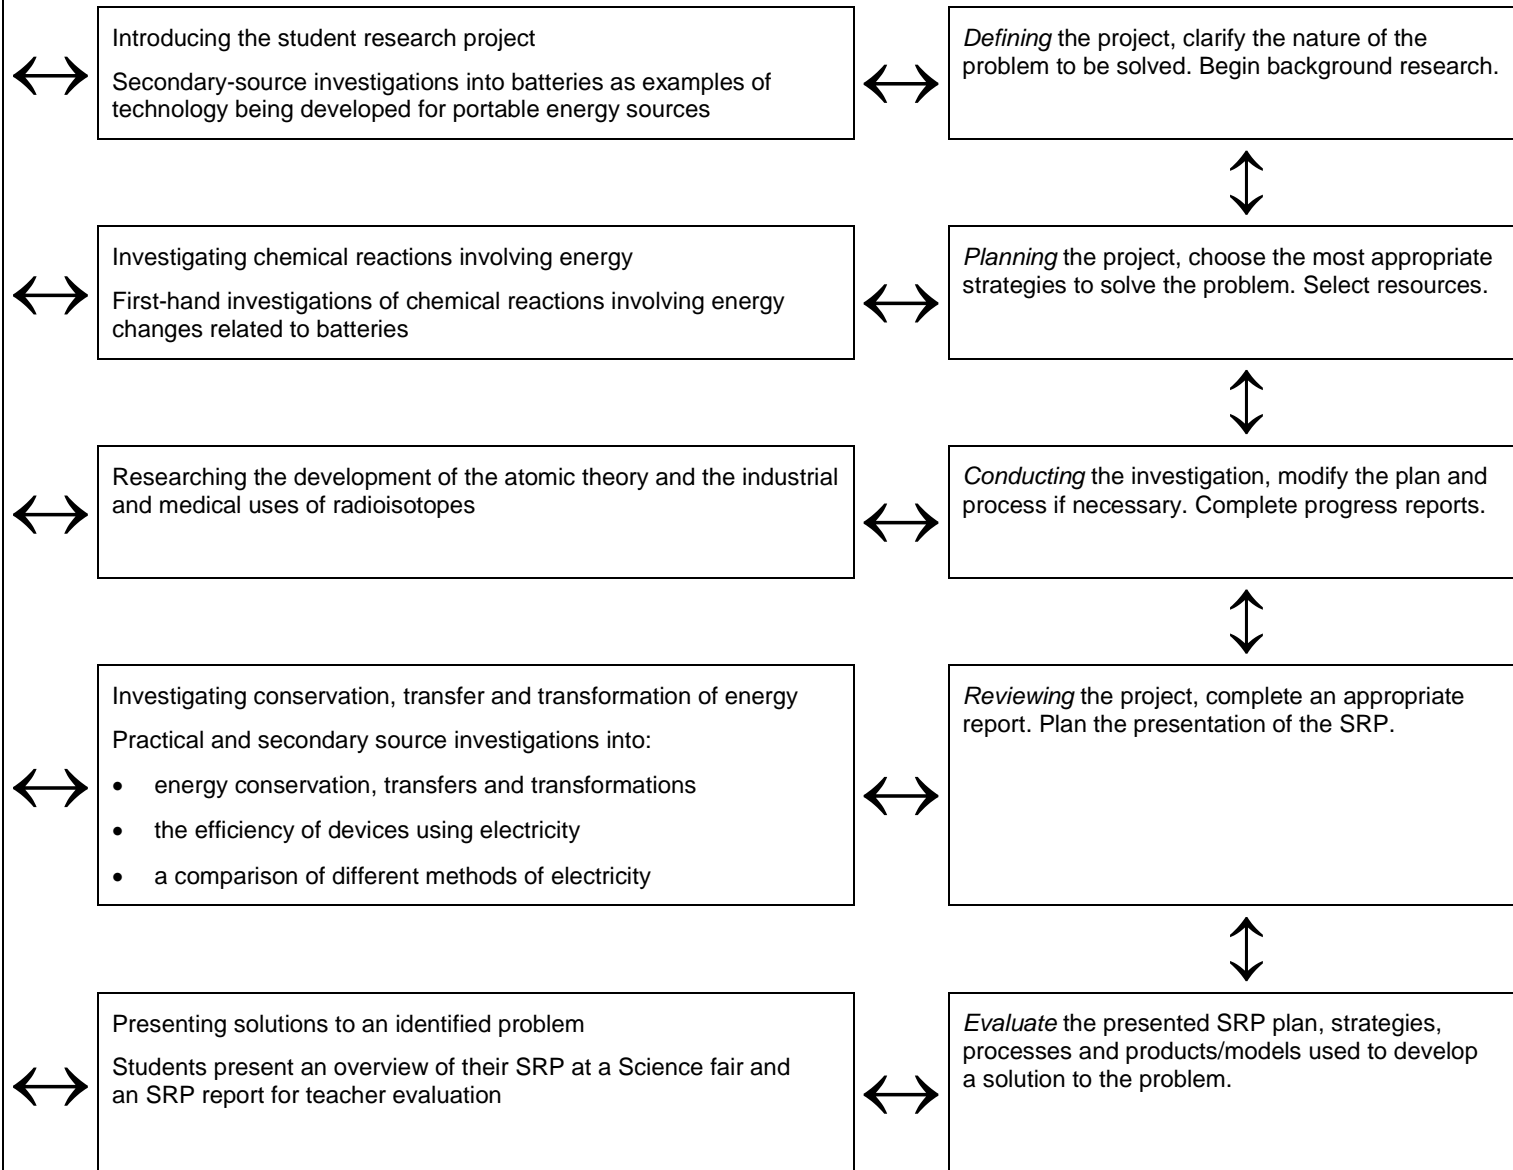 Introducing the student research project
Secondary-source investigations into batteries as examples of
technology being developed for portable energy sources
Defining the project, clarify the nature of the
problem to be solved. Begin background research.
Investigating chemical reactions involving energy
First-hand investigations of chemical reactions involving energy
changes related to batteries
Planning the project, choose the most appropriate
strategies to solve the problem. Select resources.
Researching the development of the atomic theory and the industrial
and medical uses of radioisotopes
Conducting the investigation, modify the plan and
process if necessary. Complete progress reports.
Investigating conservation, transfer and transformation of energy
Practical and secondary source investigations into:
• energy conservation, transfers and transformations
• the efficiency of devices using electricity
• a comparison of different methods of electricity
Reviewing the project, complete an appropriate
report. Plan the presentation of the SRP.
Presenting solutions to an identified problem
Students present an overview of their SRP at a Science fair and
an SRP report for teacher evaluation
Evaluate the presented SRP plan, strategies,
processes and products/models used to develop
a solution to the problem.